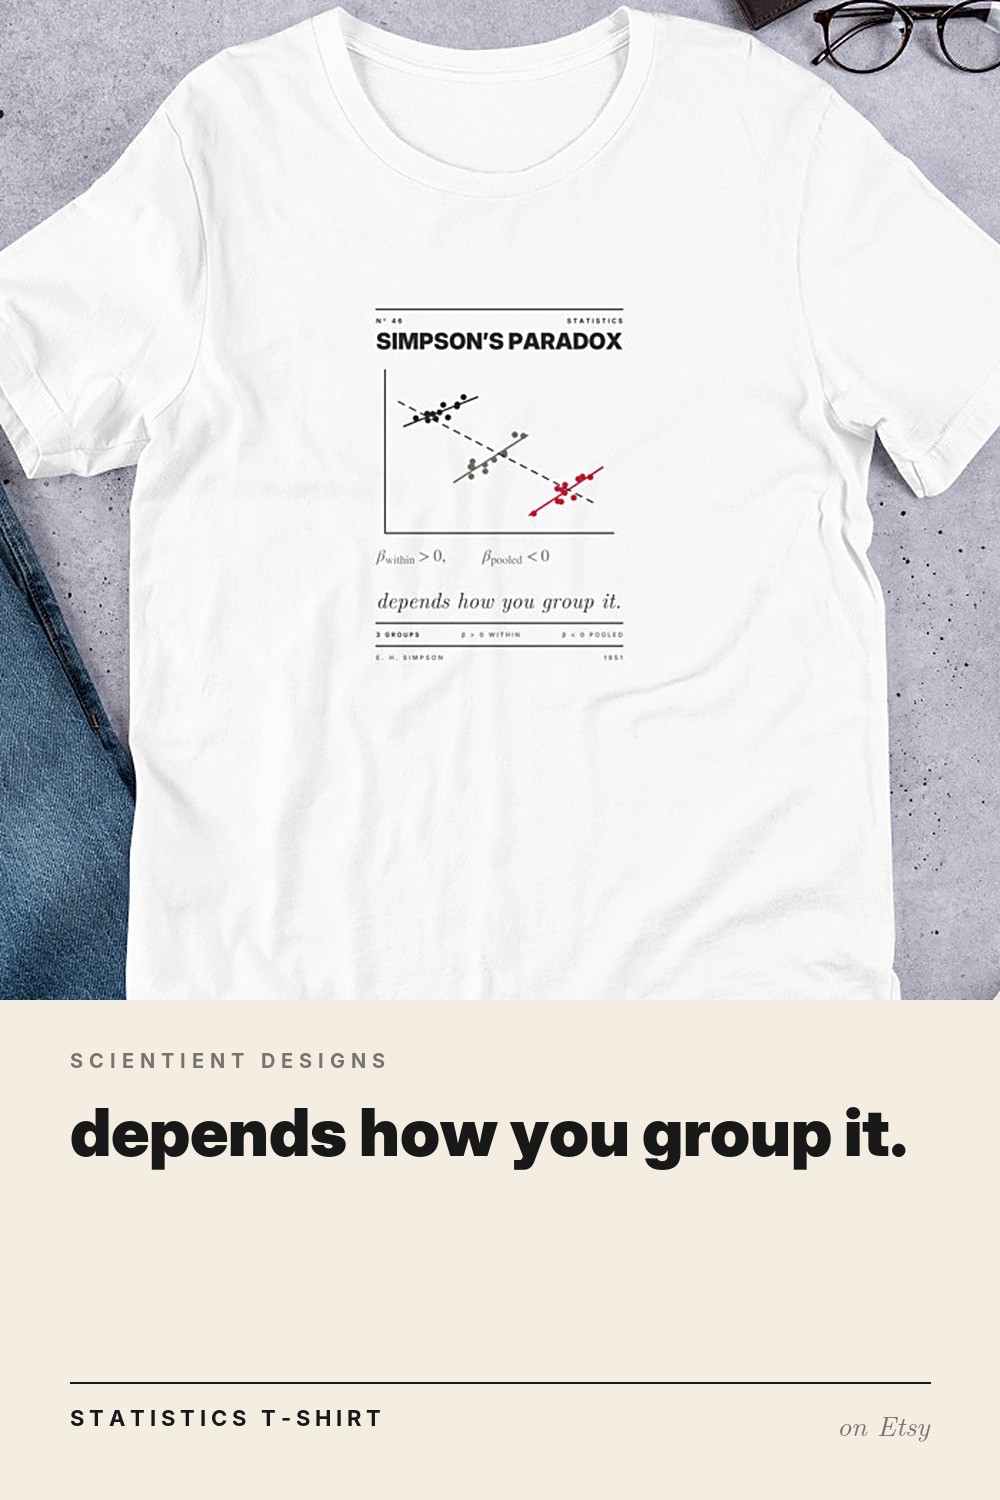 N° 46 STATISTICS
SIMPSON'S PARADOX
βwithin > 0, βpooled < 0
depends how you group it.
3 GROUPS β > 0 WITHIN β < 0 POOLED
E. H. SIMPSON 1951
SCIENTIENT DESIGNS
depends how you group it.
STATISTICS T-SHIRT
on Etsy